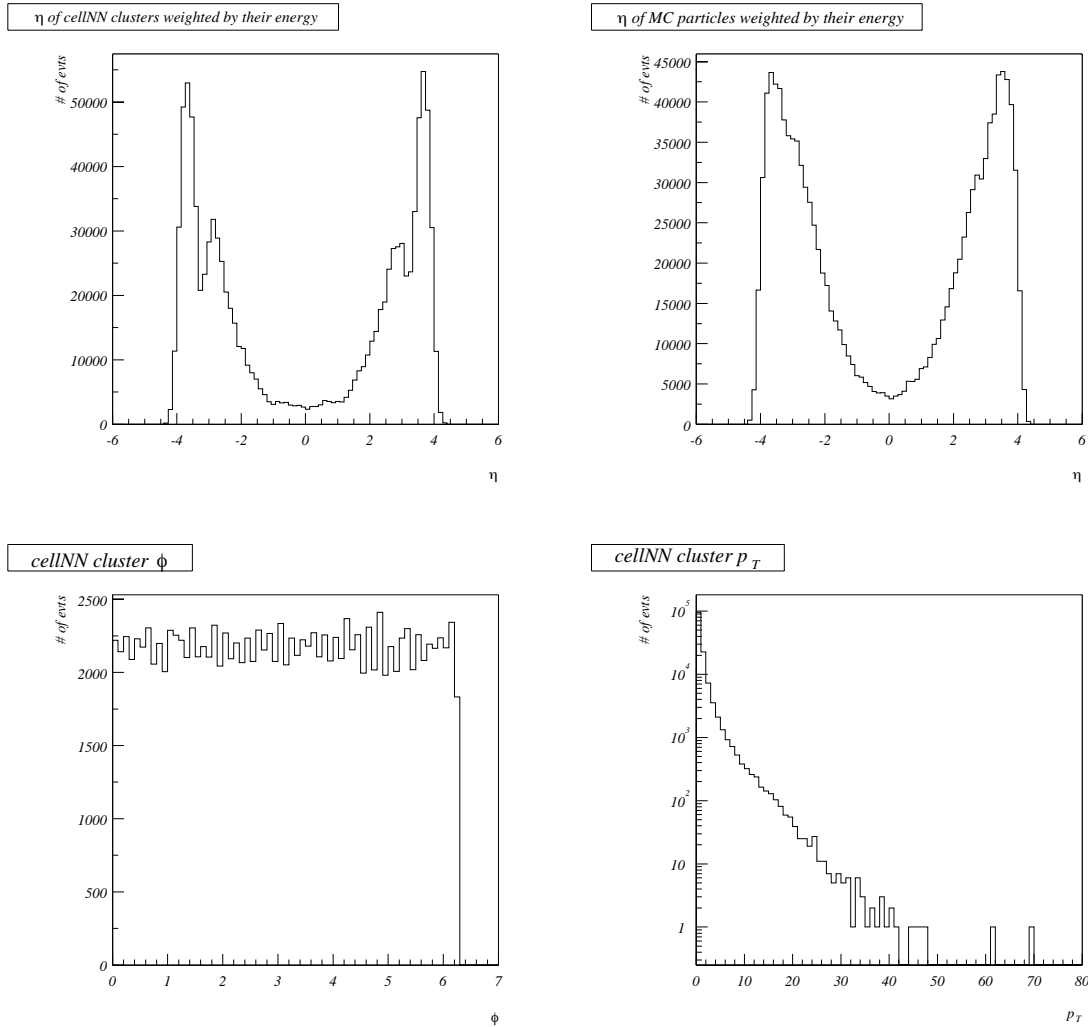 η of cellNN clusters weighted by their energy
# of evts
50000
40000
30000
20000
10000
0
-6 -4 -2 0 2 4 6
η
η of MC particles weighted by their energy
# of evts
45000
40000
35000
30000
25000
20000
15000
10000
5000
0
-6 -4 -2 0 2 4 6
η
cellNN cluster ϕ
# of evts
2500
2000
1500
1000
500
0
0 1 2 3 4 5 6 7
ϕ
cellNN cluster p_T
# of evts
10^5
10^4
10^3
10^2
10
1
0 10 20 30 40 50 60 70 80
p_T